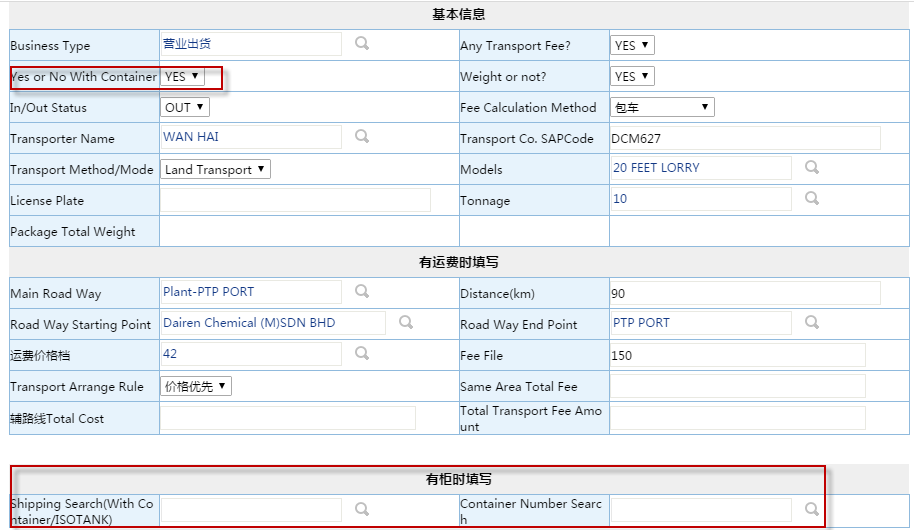 基本信息
Business Type 营业出货 Any Transport Fee? YES
Yes or No With Container YES Weight or not? YES
In/Out Status OUT Fee Calculation Method 包车
Transporter Name WAN HAI Transport Co. SAPCode DCM627
Transport Method/Mode Land Transport Models 20 FEET LORRY
License Plate Tonnage 10
Package Total Weight
有运费时填写
Main Road Way Plant-PTP PORT Distance(km) 90
Road Way Starting Point Dairen Chemical (M)SDN BHD Road Way End Point PTP PORT
运费价格档 42 Fee File 150
Transport Arrange Rule 价格优先 Same Area Total Fee
辅路线Total Cost Total Transport Fee Amo
unt
有柜时填写
Shipping Search(With Co Container Number Searc
ntainer/ISOTANK) h